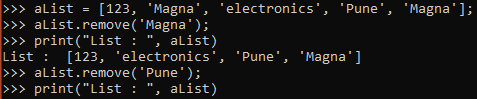 >>> aList = [123, 'Magna', 'electronics', 'Pune', 'Magna'];
>>> aList.remove('Magna');
>>> print("List : ", aList)
List :  [123, 'electronics', 'Pune', 'Magna']
>>> aList.remove('Pune');
>>> print("List : ", aList)